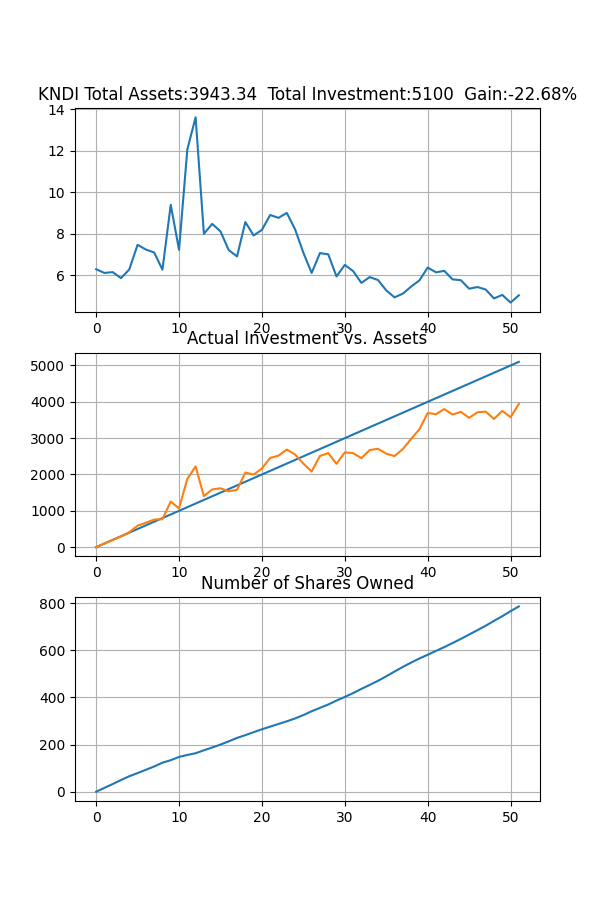 KNDI Total Assets:3943.34  Total Investment:5100  Gain:-22.68%
14
12
10
8
6
0 10 20 30 40 50
Actual Investment vs. Assets
5000
4000
3000
2000
1000
0
0 10 20 30 40 50
Number of Shares Owned
800
600
400
200
0
0 10 20 30 40 50